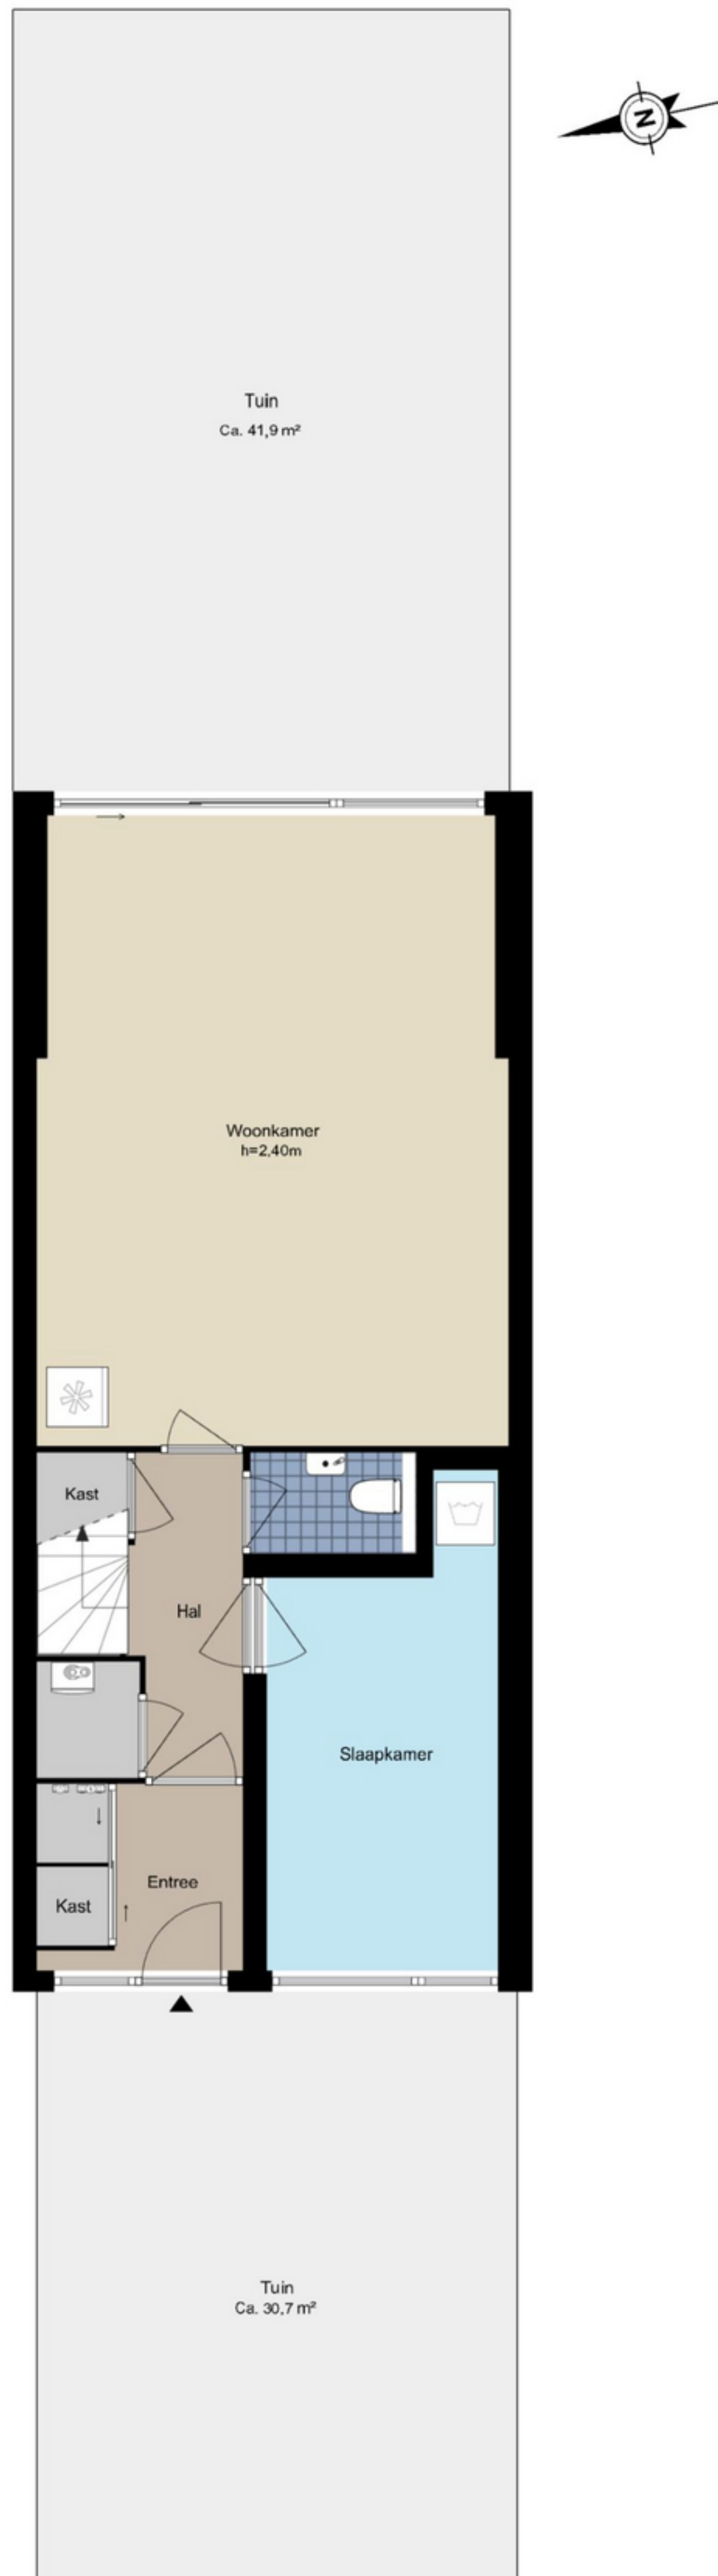 N
Tuin
Ca. 41,9 m²
Woonkamer
h=2,40m
Kast
Hal
Slaapkamer
Entree
Kast
Tuin
Ca. 30,7 m²